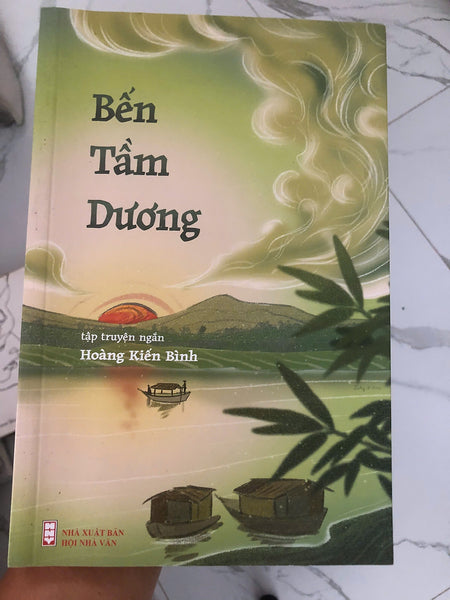 Bến
Tầm
Dương
tập truyện ngắn
Hoàng Kiến Bình
NHÀ XUẤT BẢN
HỘI NHÀ VĂN